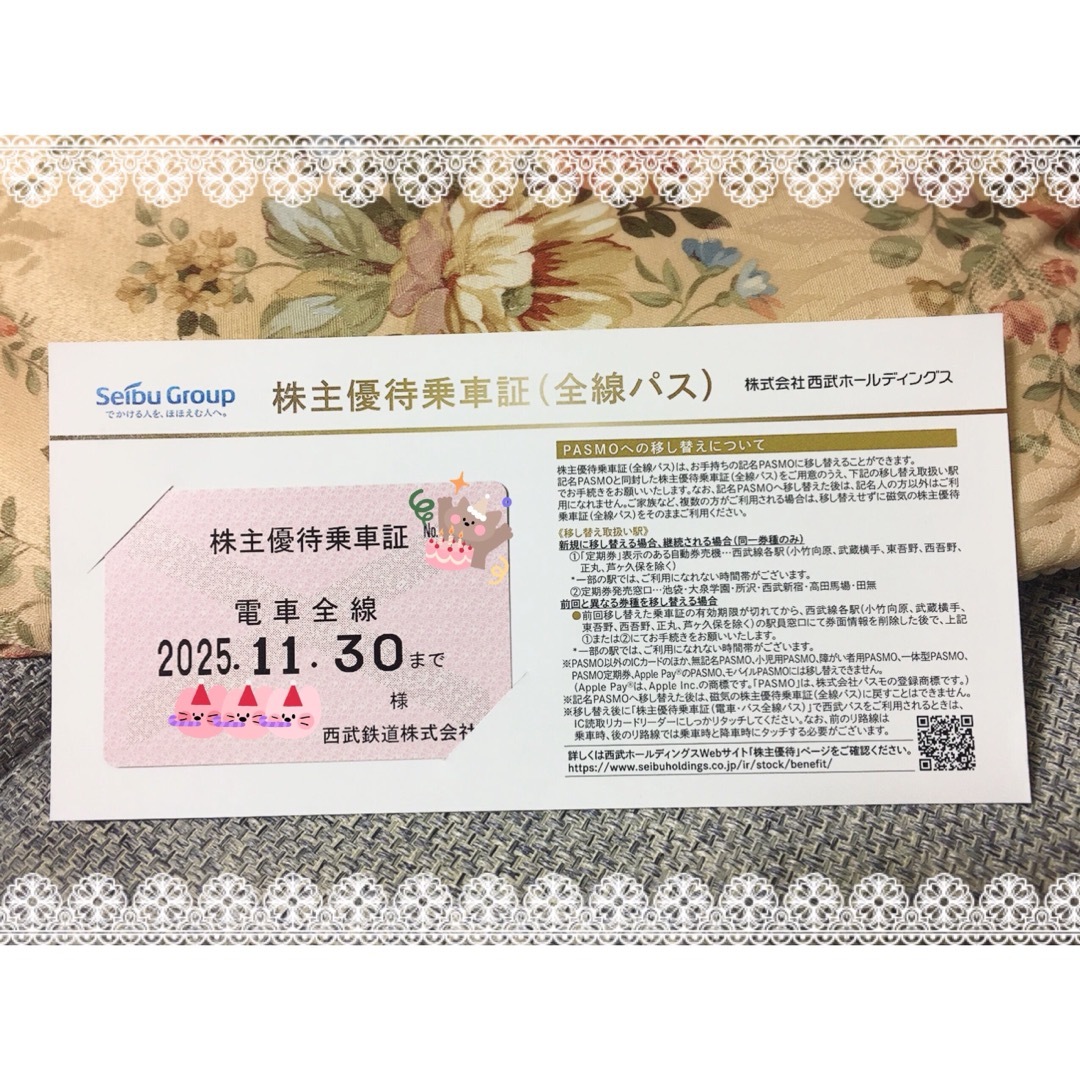 Seibu Group
でかける人を、ほほえむ人へ。
株主優待乗車証(全線パス)
株式会社西武ホールディングス
株主優待乗車証
No.
電車全線
2025.11.30まで
様
西武鉄道株式会社
PASMOへの移し替えについて
株主優待乗車証(全線パス)は、お手持ちの記名PASMOに移し替えることができます。
記名PASMOと同封した株主優待乗車証(全線パス)をご用意のうえ、下記の移し替え取扱い駅
でお手続きをお願いいたします。なお、記名PASMOへ移し替えた後は、記名人の方以外はご利
用になれません。ご家族など、複数の方がご利用される場合は、移し替えせずに磁気の株主優待
乗車証(全線パス)をそのままご利用ください。
《移し替え取扱い駅》
新規に移し替える場合、継続される場合(同一券種のみ)
①「定期券」表示のある自動券売機…西武線各駅(小竹向原、武蔵横手、東吾野、西吾野、
正丸、芦ヶ久保を除く)
*一部の駅では、ご利用になれない時間帯がございます。
②定期券発売窓口…池袋・大泉学園・所沢・西武新宿・高田馬場・田無
前回と異なる券種を移し替える場合
●前回移し替えた乗車証の有効期限が切れてから、西武線各駅(小竹向原、武蔵横手、
東吾野、西吾野、正丸、芦ヶ久保を除く)の駅員窓口にて券面情報を削除した後で、上記
①または②にてお手続きをお願いいたします。
*一部の駅では、ご利用になれない時間帯がございます。
※PASMO以外のICカードのほか、無記名PASMO、小児用PASMO、障がい者用PASMO、一体型PASMO、
PASMO定期券、Apple Pay®のPASMO、モバイルPASMOには移し替えできません。
(Apple Pay®は、Apple Inc.の商標です。「PASMO」は、株式会社パスモの登録商標です。)
※記名PASMOへ移し替えた後は、磁気の株主優待乗車証(全線パス)に戻すことはできません。
※移し替え後に「株主優待乗車証(電車・バス全線パス)」で西武バスをご利用されるときは、
IC読取りカードリーダーにしっかりタッチしてください。なお、前のり路線は
乗車時、後のり路線では乗車時と降車時にタッチする必要がございます。
詳しくは西武ホールディングスWebサイト「株主優待」ページをご確認ください。
https://www.seibuholdings.co.jp/ir/stock/benefit/